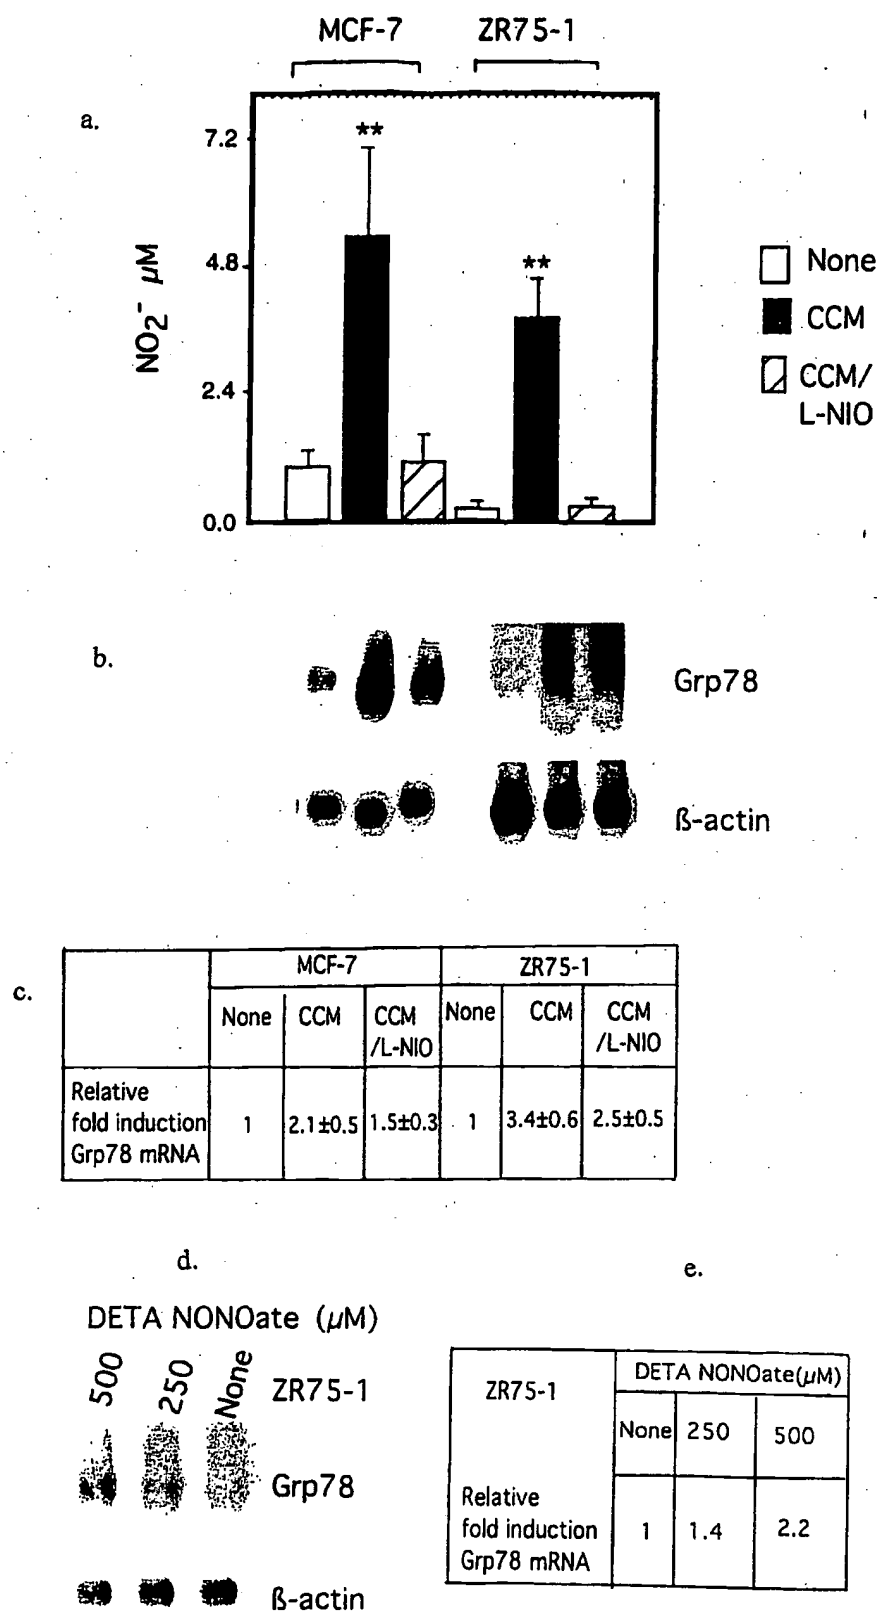 MCF-7 ZR75-1
a.
**
**
7.2
4.8
2.4
0.0
NO₂⁻ µM
None
CCM
CCM/
L-NIO
b.
Grp78
ß-actin
c.
MCF-7 ZR75-1
None CCM CCM /L-NIO None CCM CCM /L-NIO
Relative
fold induction 1 2.1±0.5 1.5±0.3 1 3.4±0.6 2.5±0.5
Grp78 mRNA
d.
DETA NONOate (µM)
500 250 None ZR75-1
Grp78
ß-actin
e.
ZR75-1 DETA NONOate(µM)
None 250 500
Relative
fold induction 1 1.4 2.2
Grp78 mRNA